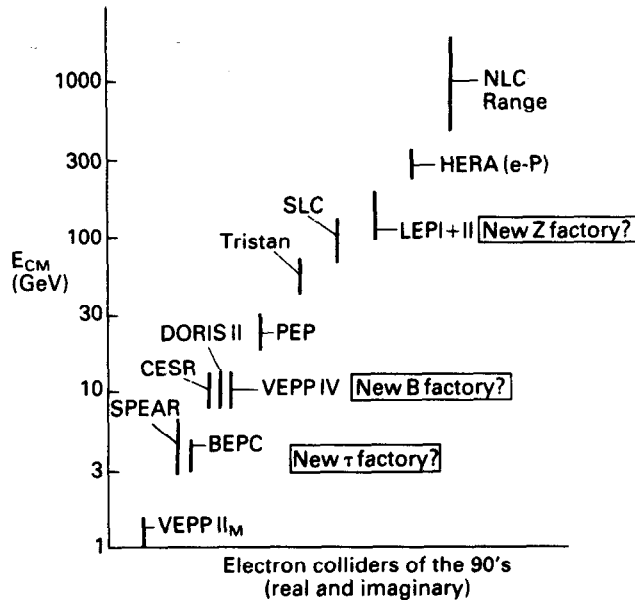 1000
NLC
Range
300
HERA (e-P)
SLC
LEPI+II New Z factory?
Tristan
100
E_CM
(GeV)
30
PEP
DORIS II
CESR
VEPP IV New B factory?
10
SPEAR
BEPC New τ factory?
3
VEPP II_M
1
Electron colliders of the 90's
(real and imaginary)